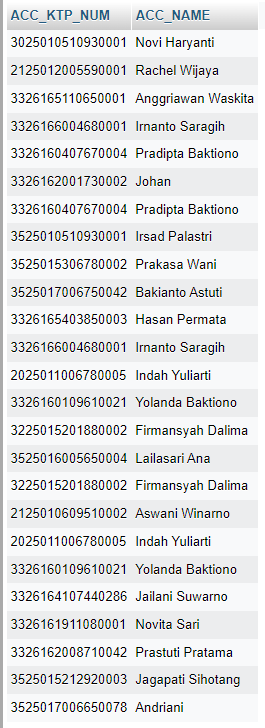 ACC_KTP_NUM ACC_NAME
3025010510930001 Novi Haryanti
2125012005590001 Rachel Wijaya
3326165110650001 Anggriawan Waskita
3326166004680001 Irnanto Saragih
3326160407670004 Pradipta Baktiono
3326162001730002 Johan
3326160407670004 Pradipta Baktiono
3525010510930001 Irsad Palastri
3525015306780002 Prakasa Wani
3525017006750042 Bakianto Astuti
3326165403850003 Hasan Permata
3326166004680001 Irnanto Saragih
2025011006780005 Indah Yuliarti
3326160109610021 Yolanda Baktiono
3225015201880002 Firmansyah Dalima
3525016005650004 Lailasari Ana
3225015201880002 Firmansyah Dalima
2125010609510002 Aswani Winarno
2025011006780005 Indah Yuliarti
3326160109610021 Yolanda Baktiono
3326164107440286 Jailani Suwarno
3326161911080001 Novita Sari
3326162008710042 Prastuti Pratama
3525015212920003 Jagapati Sihotang
3525017006650078 Andriani